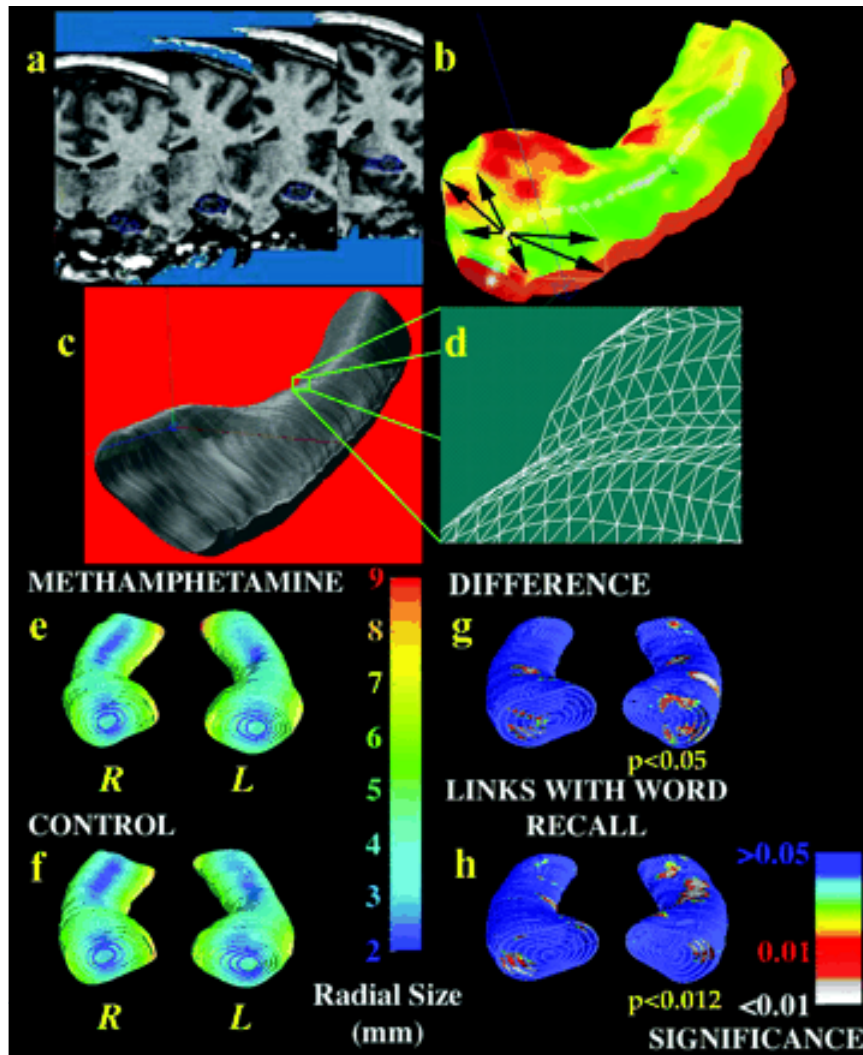 a
b
c
d
METHAMPHETAMINE
DIFFERENCE
e
g
9
8
7
6
5
4
3
2
R
L
p<0.05
CONTROL
LINKS WITH WORD
RECALL
f
h
>0.05
0.01
<0.01
R
L
Radial Size
(mm)
p<0.012
SIGNIFICANCE